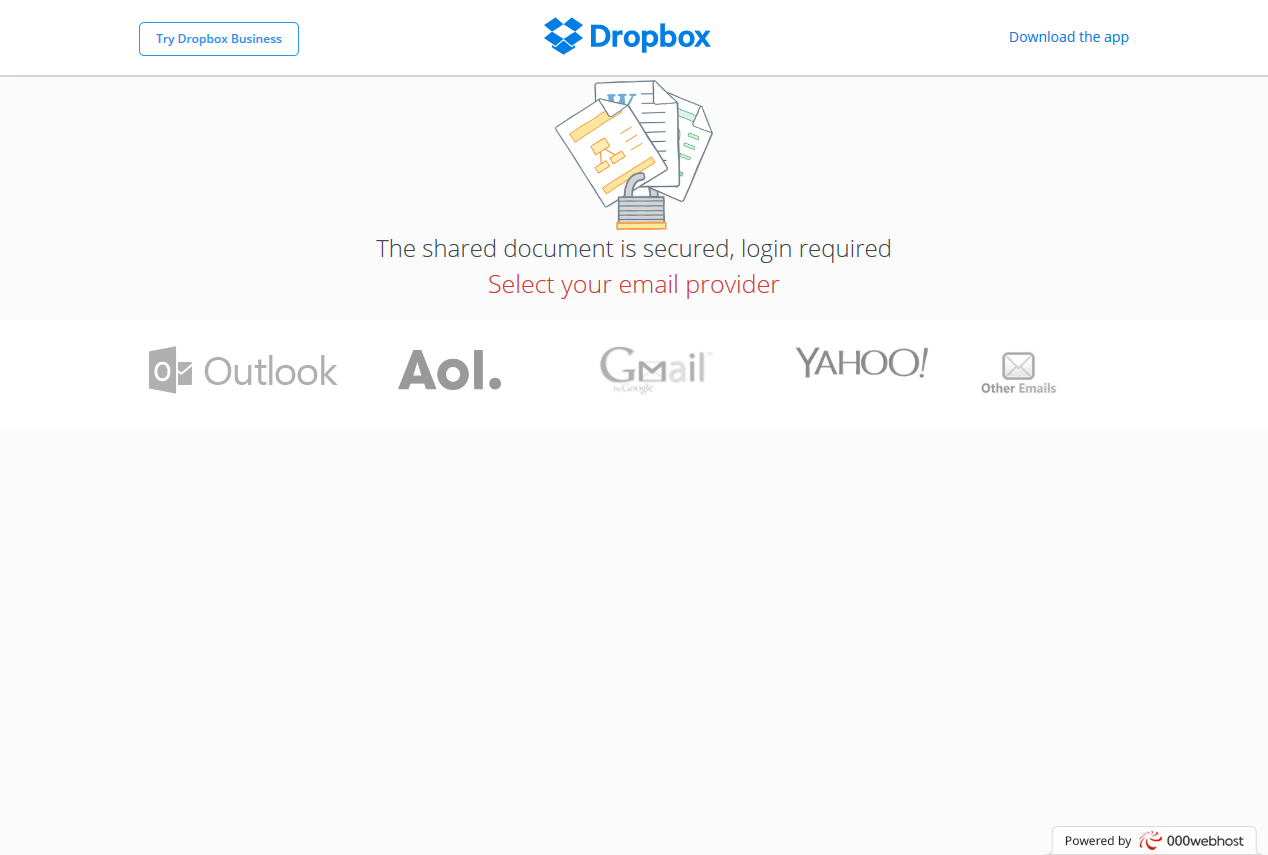 Try Dropbox Business
Dropbox
Download the app
W
The shared document is secured, login required
Select your email provider
O Outlook
Aol.
Gmail™
by Google
YAHOO!
Other Emails
Powered by 000webhost